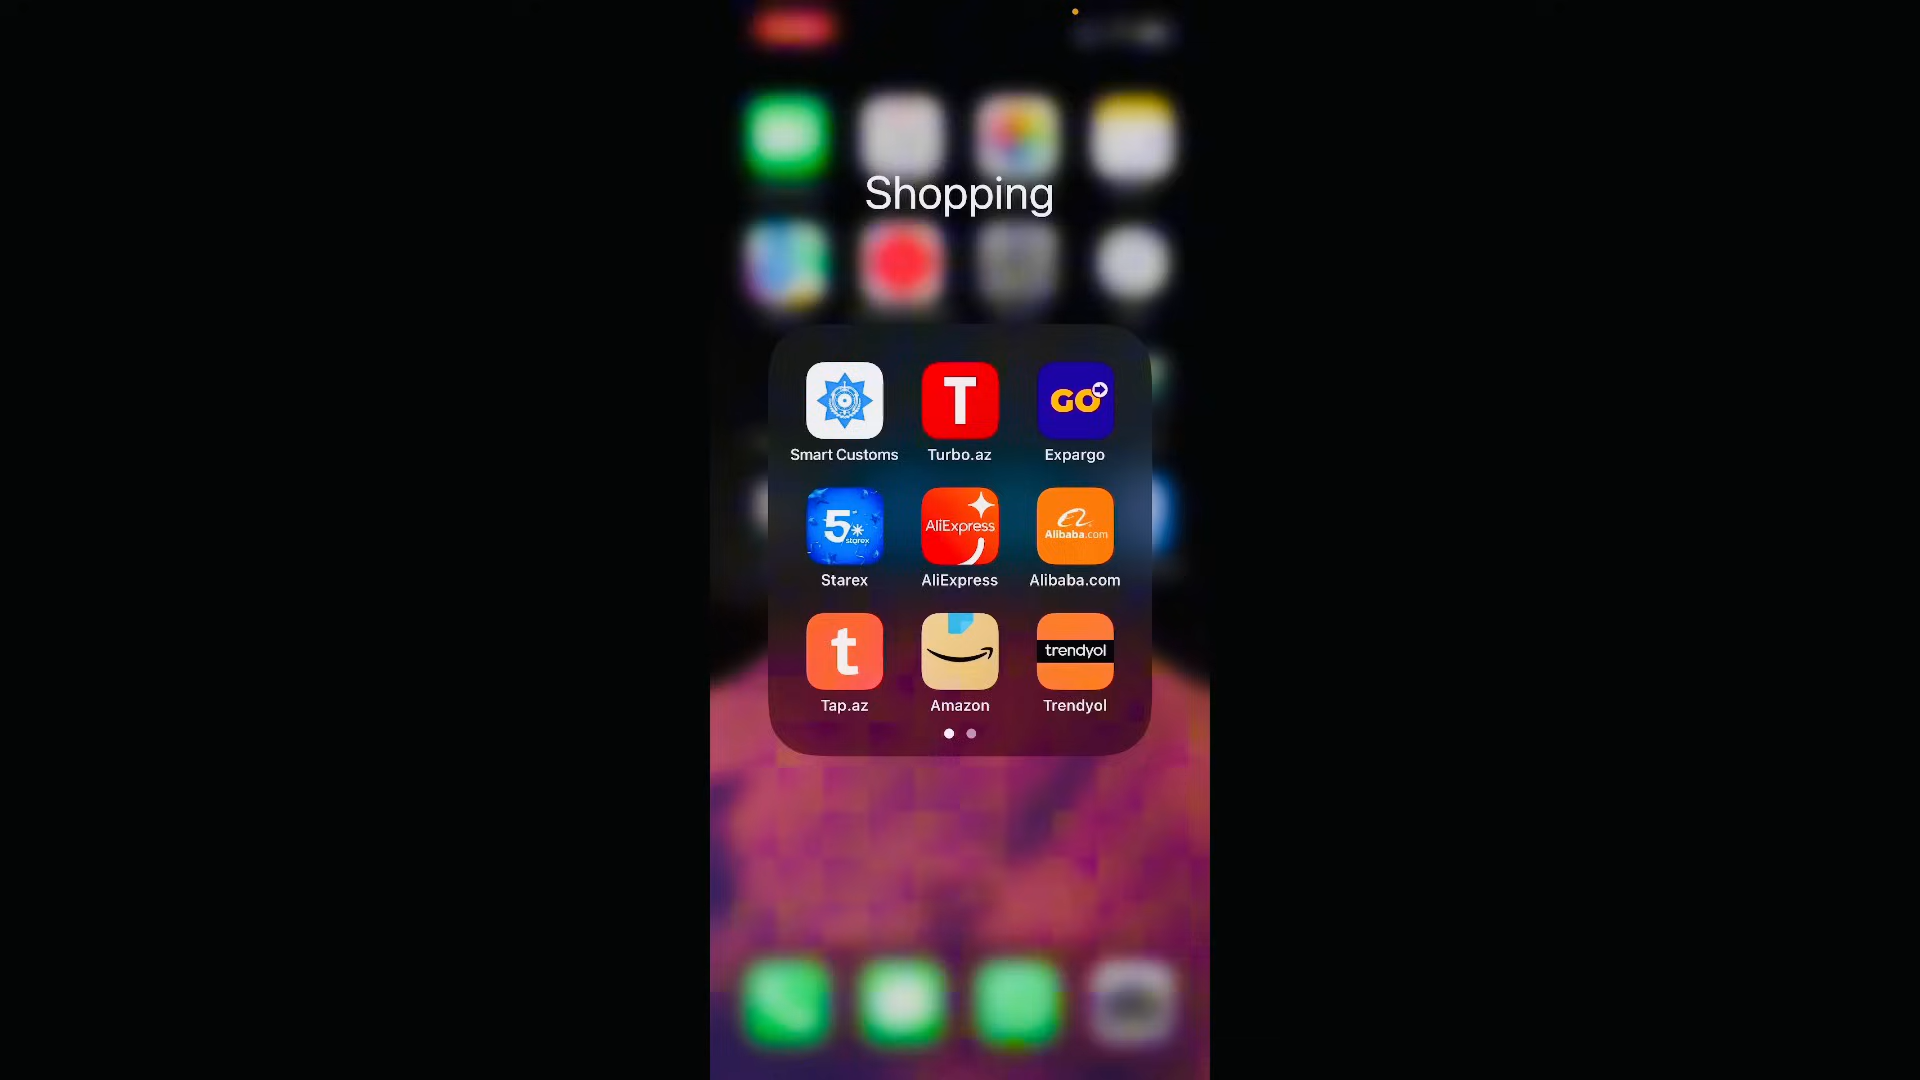 Shopping
T
GO
Smart Customs
Turbo.az
Expargo
5
starex
AliExpress
Alibaba.com
Starex
AliExpress
Alibaba.com
t
trendyol
Tap.az
Amazon
Trendyol